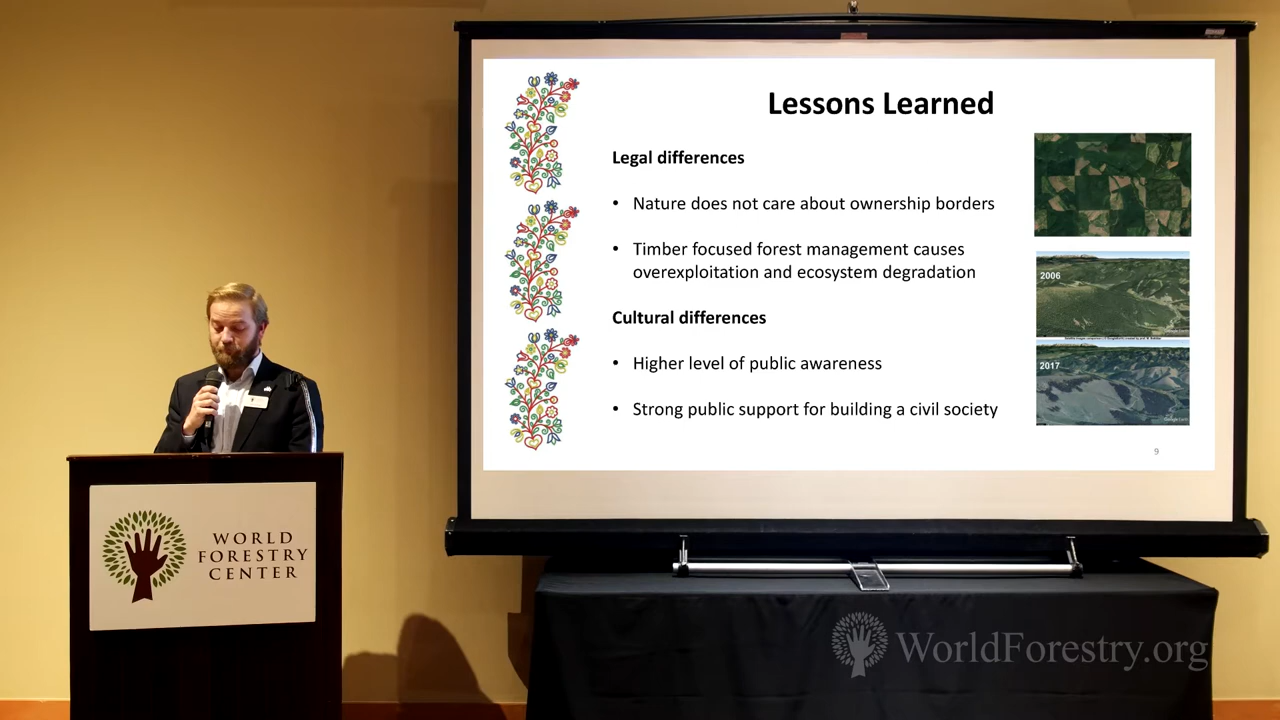 Lessons Learned
Legal differences
• Nature does not care about ownership borders
• Timber focused forest management causes
overexploitation and ecosystem degradation
Cultural differences
• Higher level of public awareness
• Strong public support for building a civil society
2006
2017
Google Earth
9
WORLD
FORESTRY
CENTER
WorldForestry.org